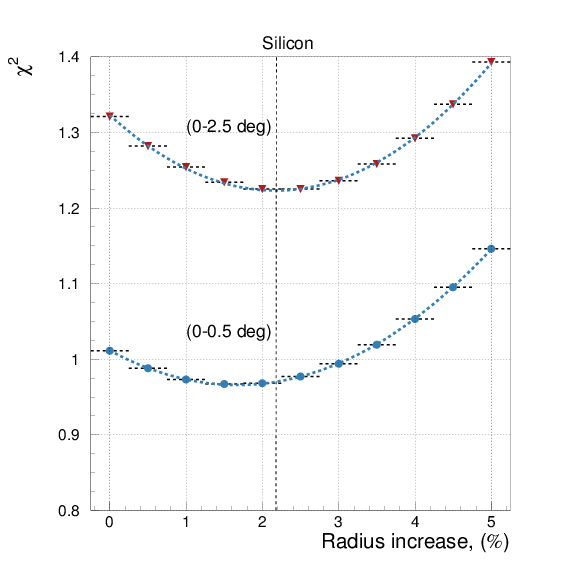 Silicon
χ²
1.4
1.3
1.2
1.1
1
0.9
0.8
(0-2.5 deg)
(0-0.5 deg)
0 1 2 3 4 5
Radius increase, (%)